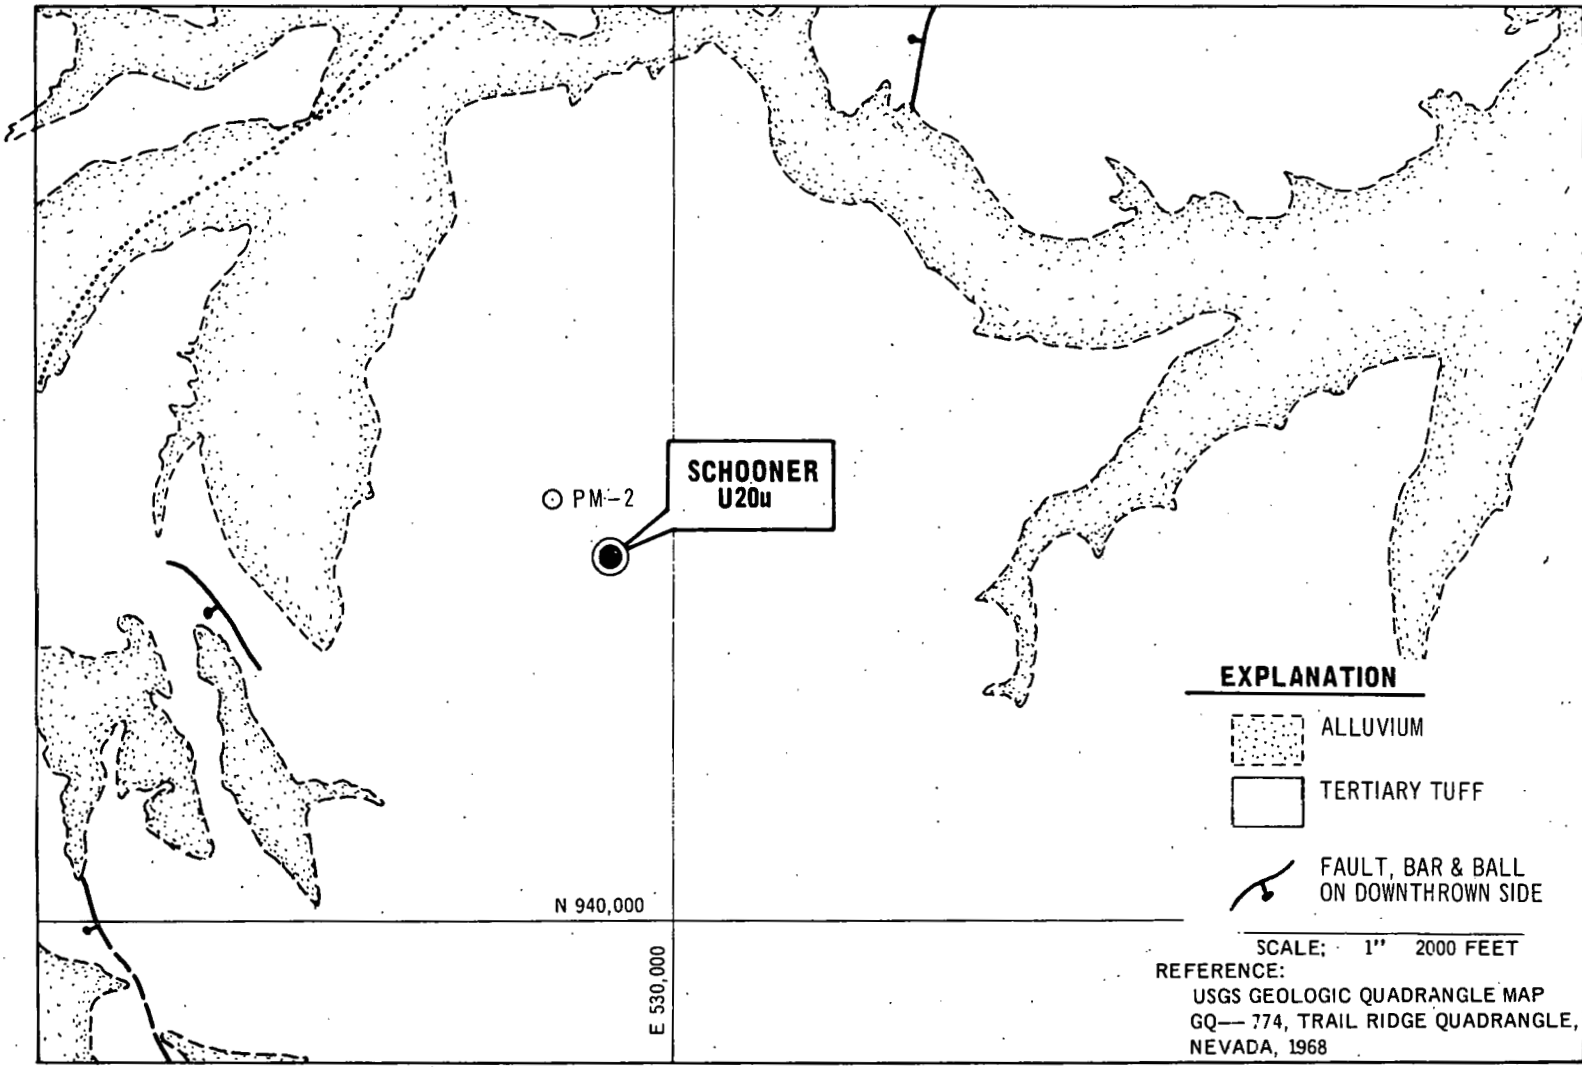 SCHOONER
U20u
PM-2
EXPLANATION
ALLUVIUM
TERTIARY TUFF
FAULT, BAR & BALL
ON DOWNTHROWN SIDE
N 940,000
E 530,000
SCALE; 1" 2000 FEET
REFERENCE:
USGS GEOLOGIC QUADRANGLE MAP
GQ—774, TRAIL RIDGE QUADRANGLE,
NEVADA, 1968